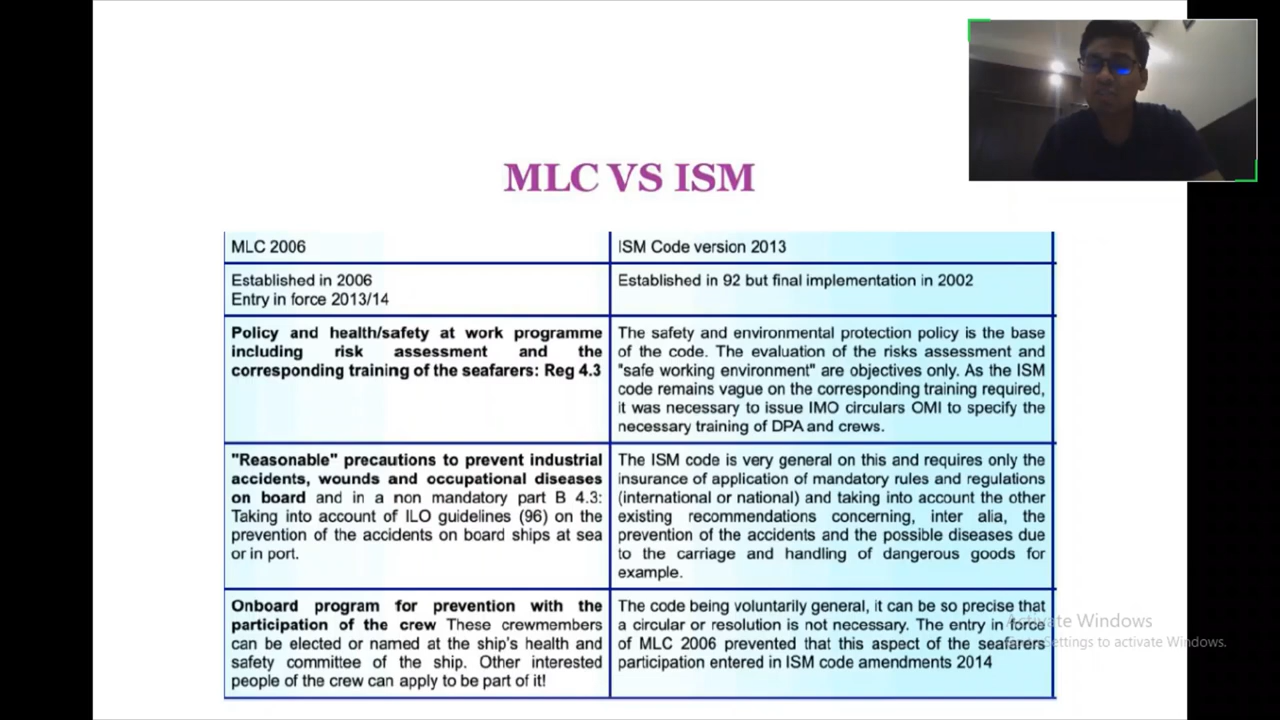 MLC VS ISM
MLC 2006
ISM Code version 2013
Established in 2006
Entry in force 2013/14
Established in 92 but final implementation in 2002
Policy and health/safety at work programme
including risk assessment and the
corresponding training of the seafarers: Reg 4.3
The safety and environmental protection policy is the base
of the code. The evaluation of the risks assessment and
"safe working environment" are objectives only. As the ISM
code remains vague on the corresponding training required,
it was necessary to issue IMO circulars OMI to specify the
necessary training of DPA and crews.
"Reasonable" precautions to prevent industrial
accidents, wounds and occupational diseases
on board and in a non mandatory part B 4.3:
Taking into account of ILO guidelines (96) on the
prevention of the accidents on board ships at sea
or in port.
The ISM code is very general on this and requires only the
insurance of application of mandatory rules and regulations
(international or national) and taking into account the other
existing recommendations concerning, inter alia, the
prevention of the accidents and the possible diseases due
to the carriage and handling of dangerous goods for
example.
Onboard program for prevention with the
participation of the crew These crewmembers
can be elected or named at the ship's health and
safety committee of the ship. Other interested
people of the crew can apply to be part of it!
The code being voluntarily general, it can be so precise that
a circular or resolution is not necessary. The entry in force
of MLC 2006 prevented that this aspect of the seafarers
participation entered in ISM code amendments 2014
Activate Windows
Go to Settings to activate Windows.